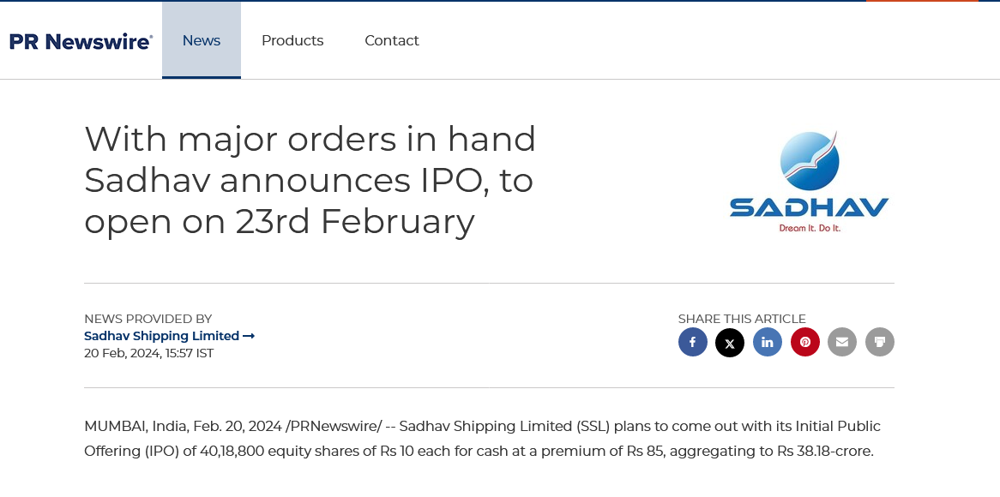 PR Newswire®
News
Products
Contact
With major orders in hand
Sadhav announces IPO, to
open on 23rd February
SADHAV
Dream It. Do It.
NEWS PROVIDED BY
Sadhav Shipping Limited →
20 Feb, 2024, 15:57 IST
SHARE THIS ARTICLE
MUMBAI, India, Feb. 20, 2024 /PRNewswire/ -- Sadhav Shipping Limited (SSL) plans to come out with its Initial Public
Offering (IPO) of 40,18,800 equity shares of Rs 10 each for cash at a premium of Rs 85, aggregating to Rs 38.18-crore.